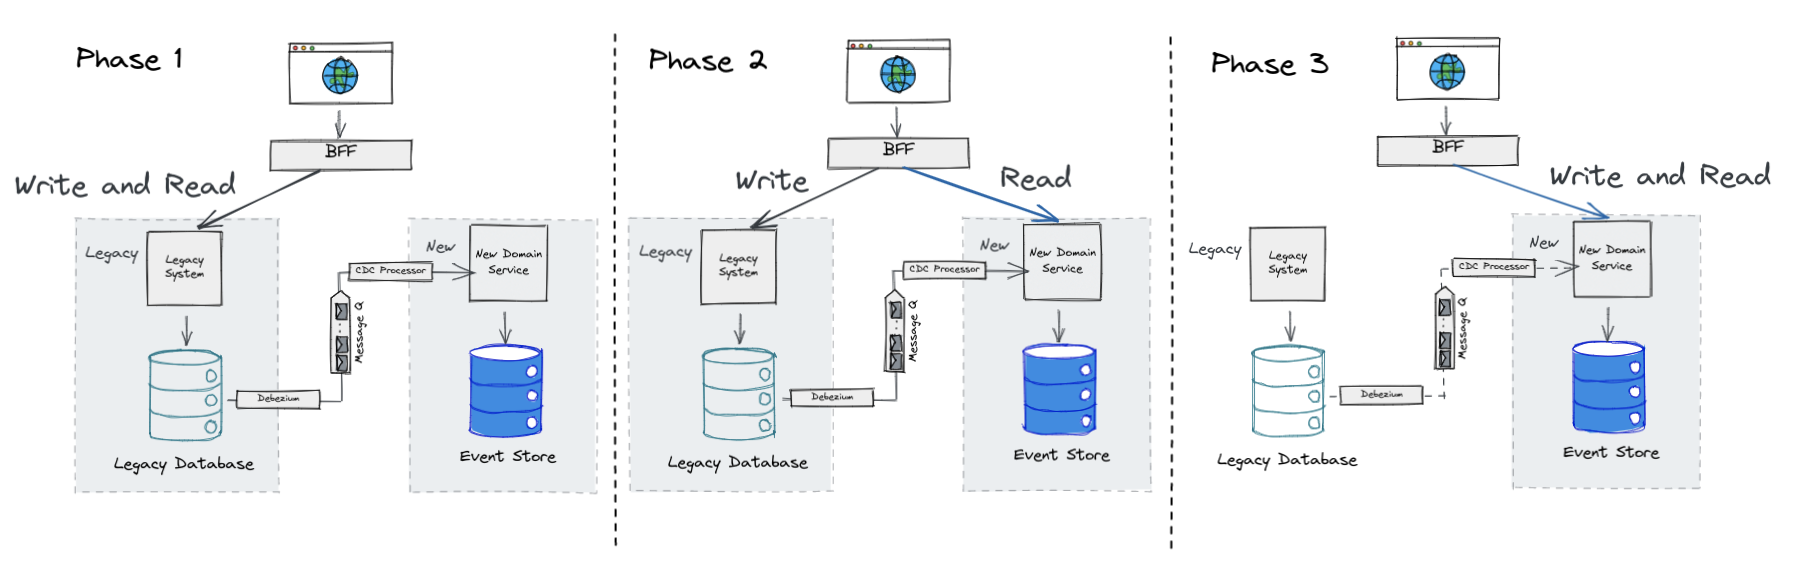 Phase 1
BFF
Write and Read
Legacy
Legacy
System
New
New Domain
Service
CDC Processor
Message Q
Debezium
Legacy Database
Event Store
Phase 2
BFF
Write
Read
Legacy
Legacy
System
New
New Domain
Service
CDC Processor
Message Q
Debezium
Legacy Database
Event Store
Phase 3
BFF
Write and Read
Legacy
Legacy
System
New
New Domain
Service
CDC Processor
Message Q
Debezium
Legacy Database
Event Store